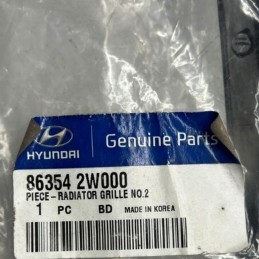 HYUNDAI
Genuine Parts
86354 2W000
PIECE-RADIATOR GRILLE NO.2
1 PC BD MADE IN KOREA